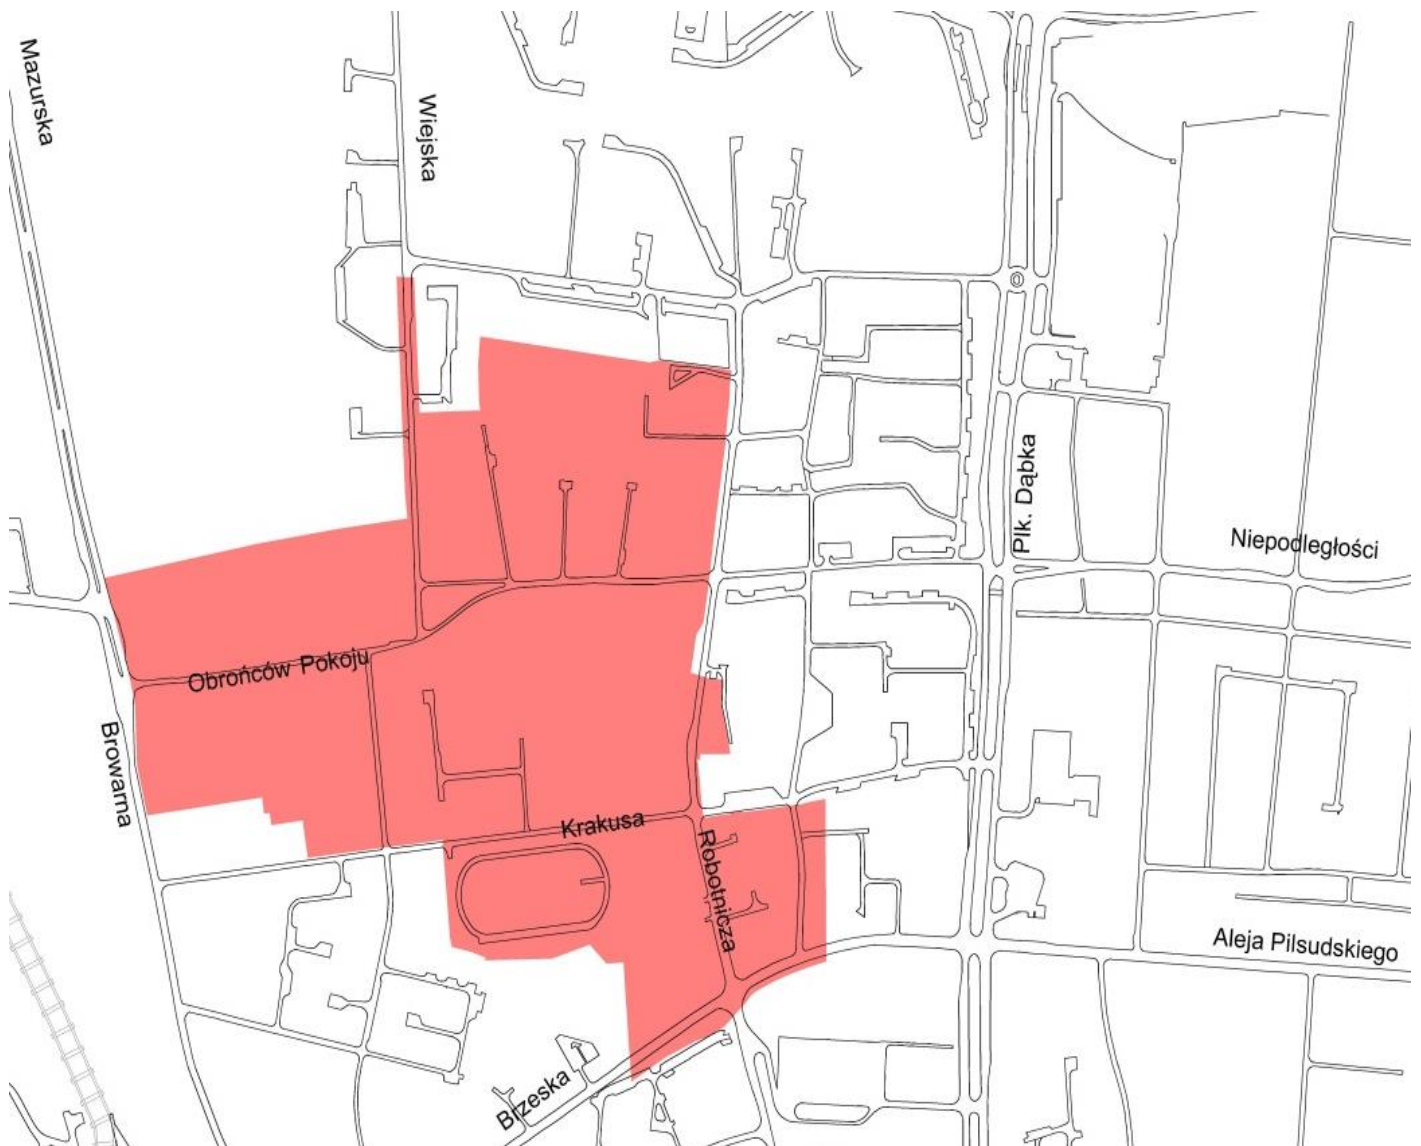 Mazurska
Wiejska
Plk. Dąbka
Niepodległości
Obrońców Pokoju
Browarna
Krakusa
Robotnicza
Aleja Pilsudskiego
Brzeska